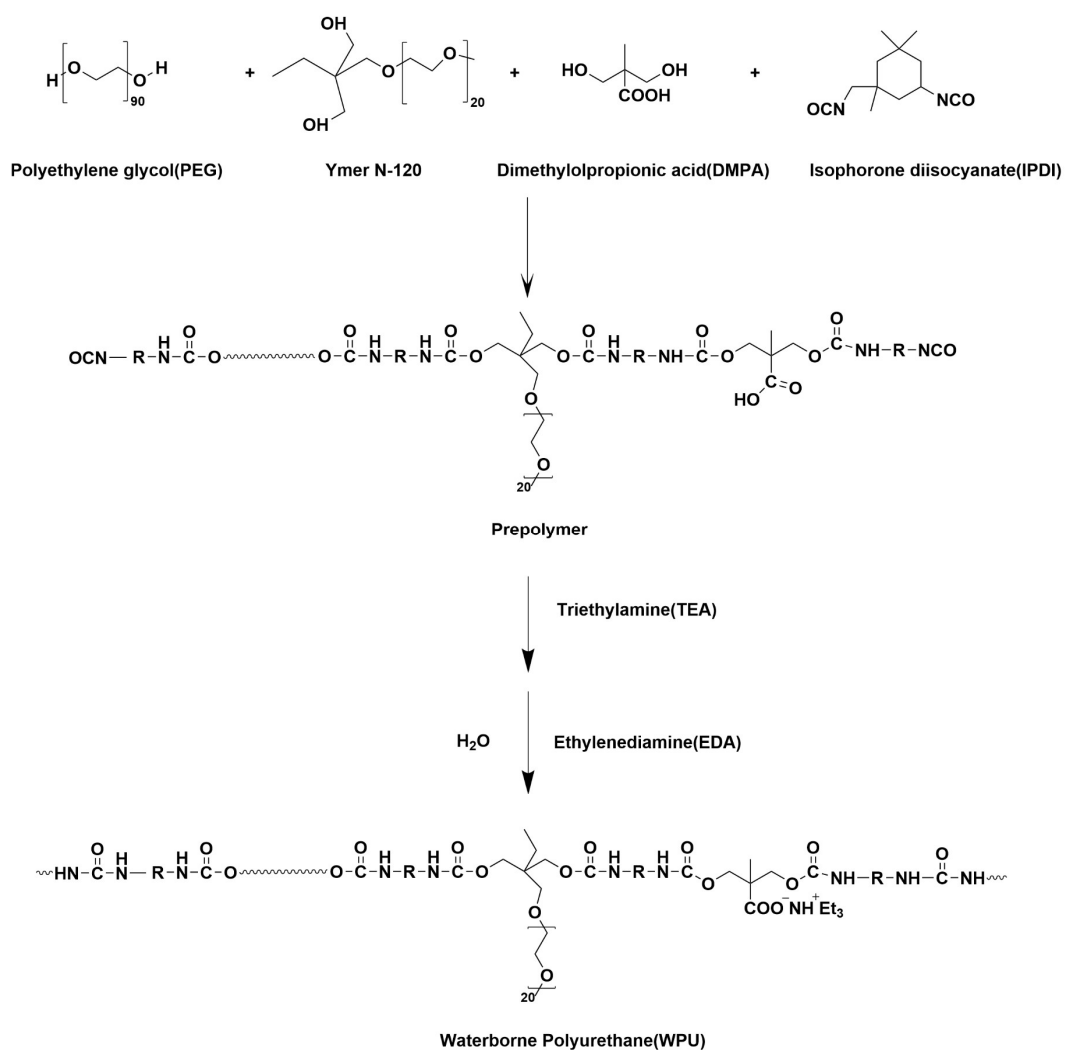 H O O H 90 + OH O O 20 OH + HO OH COOH + OCN NCO
Polyethylene glycol(PEG) Ymer N-120 Dimethylolpropionic acid(DMPA) Isophorone diisocyanate(IPDI)
OCN R N H C O O O C O N H R N H C O O O C O N H R NH C O O O C O NH R NCO
HO C O
O
O
20
Prepolymer
Triethylamine(TEA)
H2O Ethylenediamine(EDA)
HN C O N H R N H C O O O C O N H R N H C O O O C O N H R N H C O O O C O NH R NH C O NH
COO⁻NH⁺Et3
O
O
20
Waterborne Polyurethane(WPU)